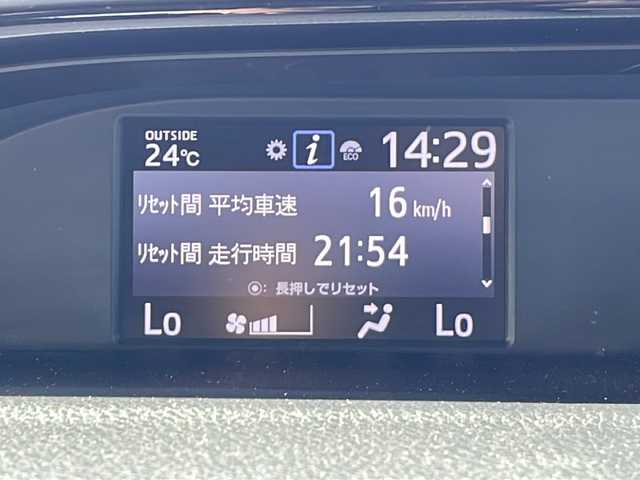 OUTSIDE
24℃ i ECO 14:29
ﾘｾｯﾄ間 平均車速 16 km/h
ﾘｾｯﾄ間 走行時間 21:54
◉: 長押しでリセット
Lo Lo